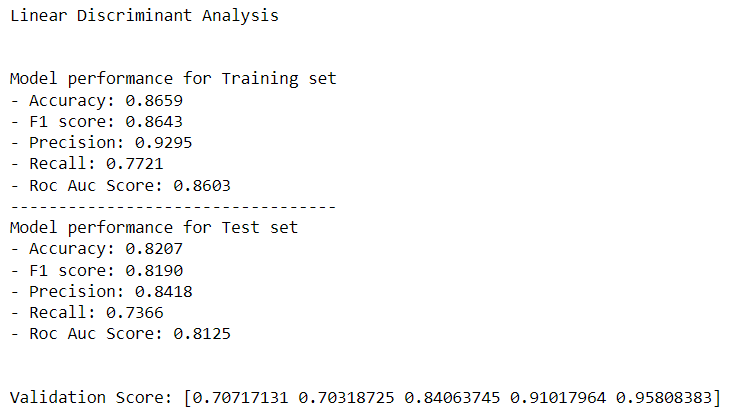 Linear Discriminant Analysis
Model performance for Training set
- Accuracy: 0.8659
- F1 score: 0.8643
- Precision: 0.9295
- Recall: 0.7721
- Roc Auc Score: 0.8603
----------------------------------
Model performance for Test set
- Accuracy: 0.8207
- F1 score: 0.8190
- Precision: 0.8418
- Recall: 0.7366
- Roc Auc Score: 0.8125
Validation Score: [0.70717131 0.70318725 0.84063745 0.91017964 0.95808383]